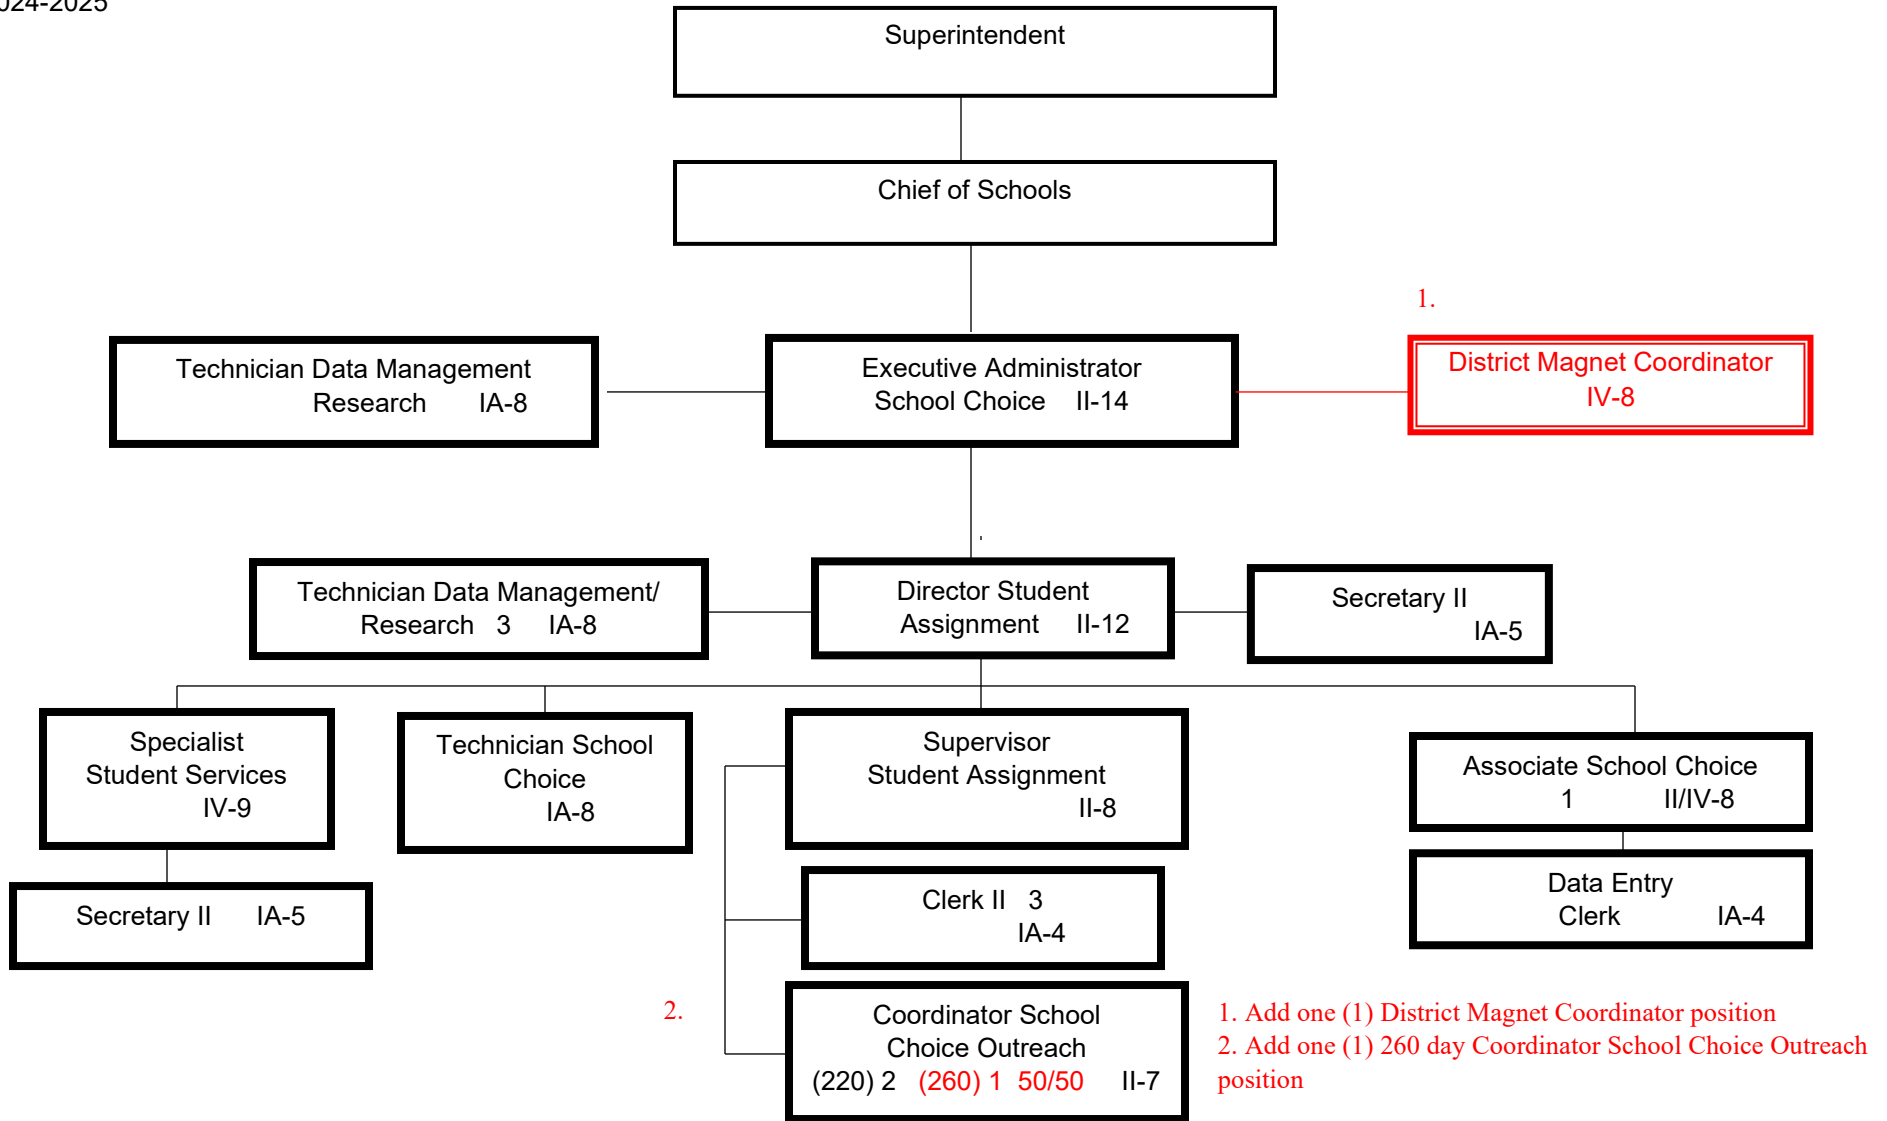 024-2025
Superintendent
Chief of Schools
1.
Technician Data Management
Research IA-8
Executive Administrator
School Choice II-14
District Magnet Coordinator
IV-8
Technician Data Management/
Research 3 IA-8
Director Student
Assignment II-12
Secretary II
IA-5
Specialist
Student Services
IV-9
Technician School
Choice
IA-8
Supervisor
Student Assignment
II-8
Associate School Choice
1 II/IV-8
Secretary II IA-5
Clerk II 3
IA-4
Data Entry
Clerk IA-4
2.
Coordinator School
Choice Outreach
(220) 2 (260) 1 50/50 II-7
1. Add one (1) District Magnet Coordinator position
2. Add one (1) 260 day Coordinator School Choice Outreach
position